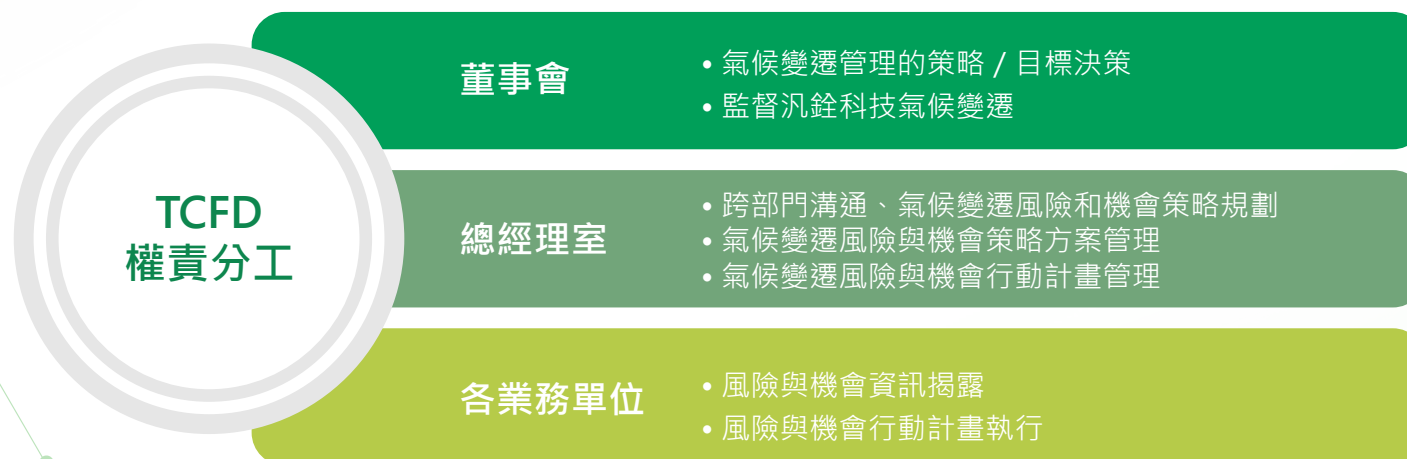 TCFD
權責分工
董事會
• 氣候變遷管理的策略 / 目標決策
• 監督汎銓科技氣候變遷
總經理室
• 跨部門溝通、氣候變遷風險和機會策略規劃
• 氣候變遷風險與機會策略方案管理
• 氣候變遷風險與機會行動計畫管理
各業務單位
• 風險與機會資訊揭露
• 風險與機會行動計畫執行